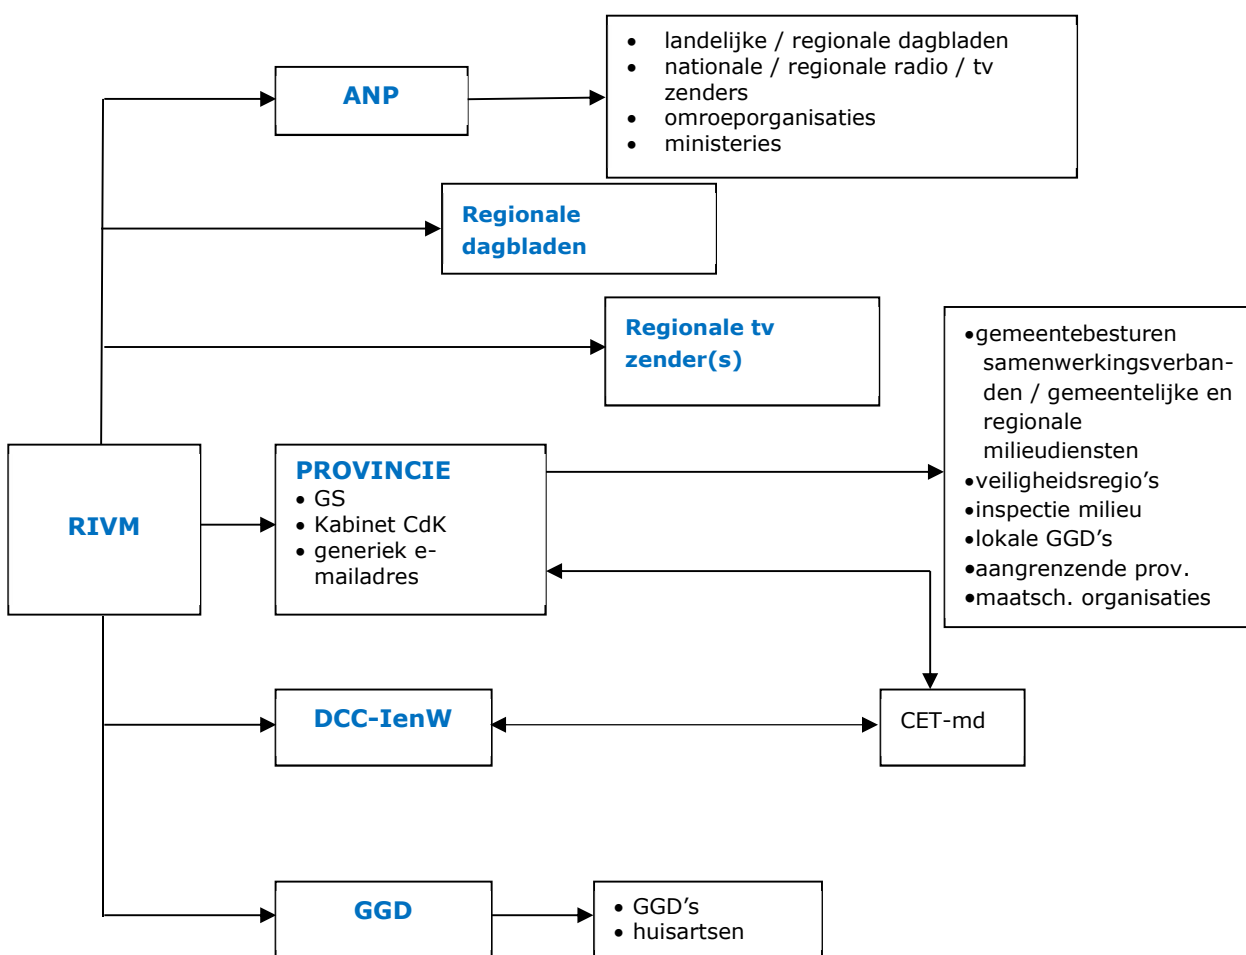 ANP
• landelijke / regionale dagbladen
• nationale / regionale radio / tv
zenders
• omroeporganisaties
• ministeries
Regionale
dagbladen
Regionale tv
zender(s)
•gemeentebesturen
samenwerkingsverban-
den / gemeentelijke en
regionale
milieudiensten
•veiligheidsregio's
•inspectie milieu
•lokale GGD's
•aangrenzende prov.
•maatsch. organisaties
RIVM
PROVINCIE
• GS
• Kabinet CdK
• generiek e-
mailadres
DCC-IenW
CET-md
GGD
• GGD's
• huisartsen